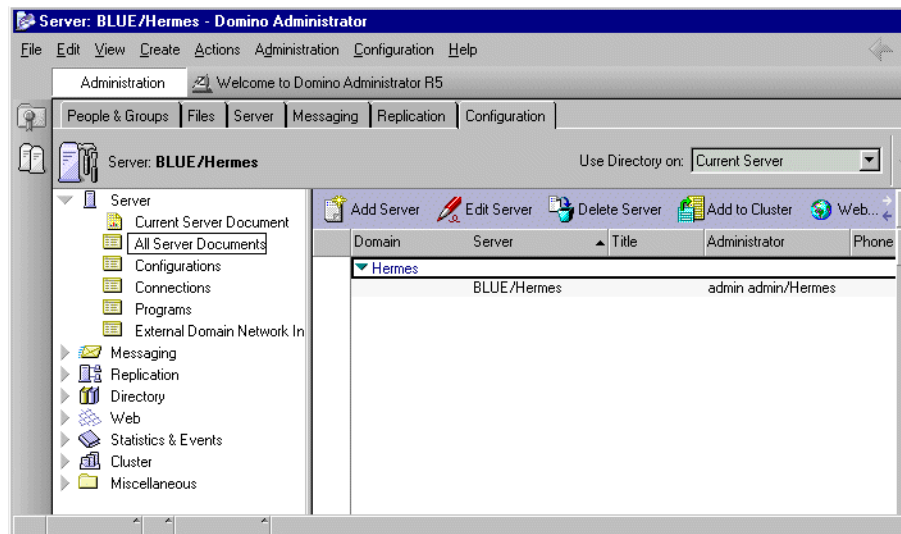 Server: BLUE/Hermes - Domino Administrator
File Edit View Create Actions Administration Configuration Help
Administration Welcome to Domino Administrator R5
People & Groups Files Server Messaging Replication Configuration
Server: BLUE/Hermes Use Directory on: Current Server
Server
Current Server Document
All Server Documents
Configurations
Connections
Programs
External Domain Network In
Messaging
Replication
Directory
Web
Statistics & Events
Cluster
Miscellaneous
Add Server Edit Server Delete Server Add to Cluster Web...
Domain Server Title Administrator Phone
Hermes
BLUE/Hermes admin admin/Hermes